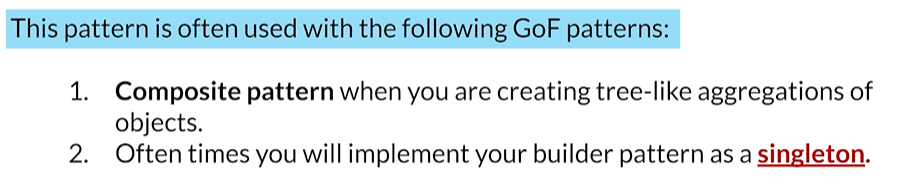 This pattern is often used with the following GoF patterns:
1. Composite pattern when you are creating tree-like aggregations of
objects.
2. Often times you will implement your builder pattern as a singleton.